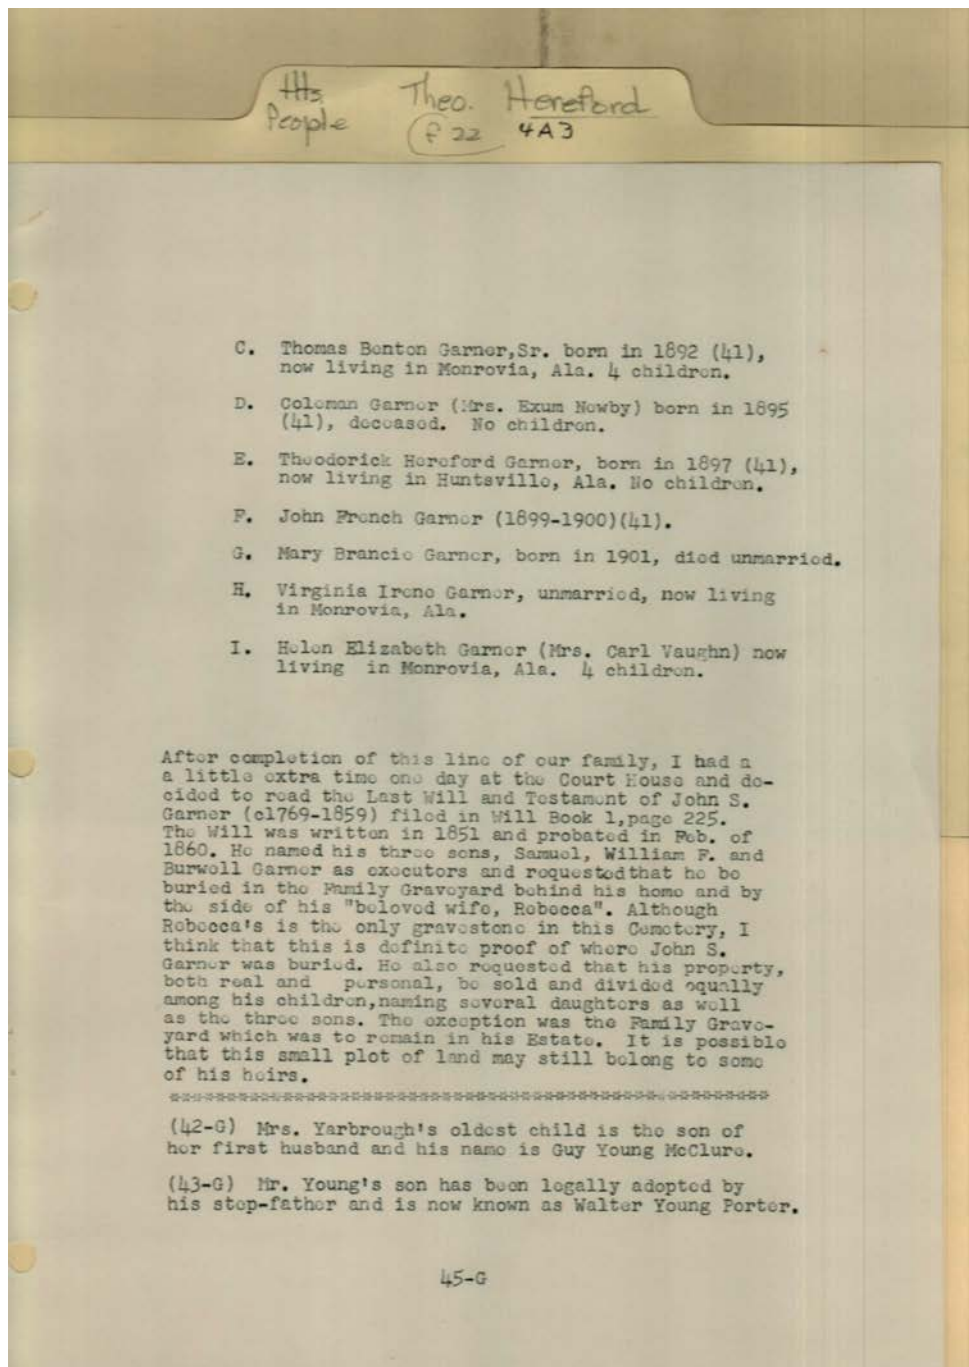 Hts. Theo. Hereford
People f 22 4A3
C. Thomas Benton Garner,Sr. born in 1892 (41),
now living in Monrovia, Ala. 4 children.
D. Coleman Garner (Mrs. Exum Newby) born in 1895
(41), deceased. No children.
E. Theodorick Hereford Garner, born in 1897 (41),
now living in Huntsville, Ala. No children.
F. John French Garner (1899-1900)(41).
G. Mary Brancie Garner, born in 1901, died unmarried.
H. Virginia Irene Garner, unmarried, now living
in Monrovia, Ala.
I. Helen Elizabeth Garner (Mrs. Carl Vaughn) now
living in Monrovia, Ala. 4 children.
After completion of this line of our family, I had a
a little extra time one day at the Court House and de-
cided to read the Last Will and Testament of John S.
Garner (c1769-1859) filed in Will Book 1,page 225.
The Will was written in 1851 and probated in Feb. of
1860. He named his three sons, Samuel, William F. and
Burwell Garner as executors and requested that he be
buried in the Family Graveyard behind his home and by
the side of his "beloved wife, Rebecca". Although
Rebecca's is the only gravestone in this Cemetery, I
think that this is definite proof of where John S.
Garner was buried. He also requested that his property,
both real and personal, be sold and divided equally
among his children,naming several daughters as well
as the three sons. The exception was the Family Grave-
yard which was to remain in his Estate. It is possible
that this small plot of land may still belong to some
of his heirs.
(42-G) Mrs. Yarbrough's oldest child is the son of
her first husband and his name is Guy Young McClure.
(43-G) Mr. Young's son has been legally adopted by
his step-father and is now known as Walter Young Porter.
45-G